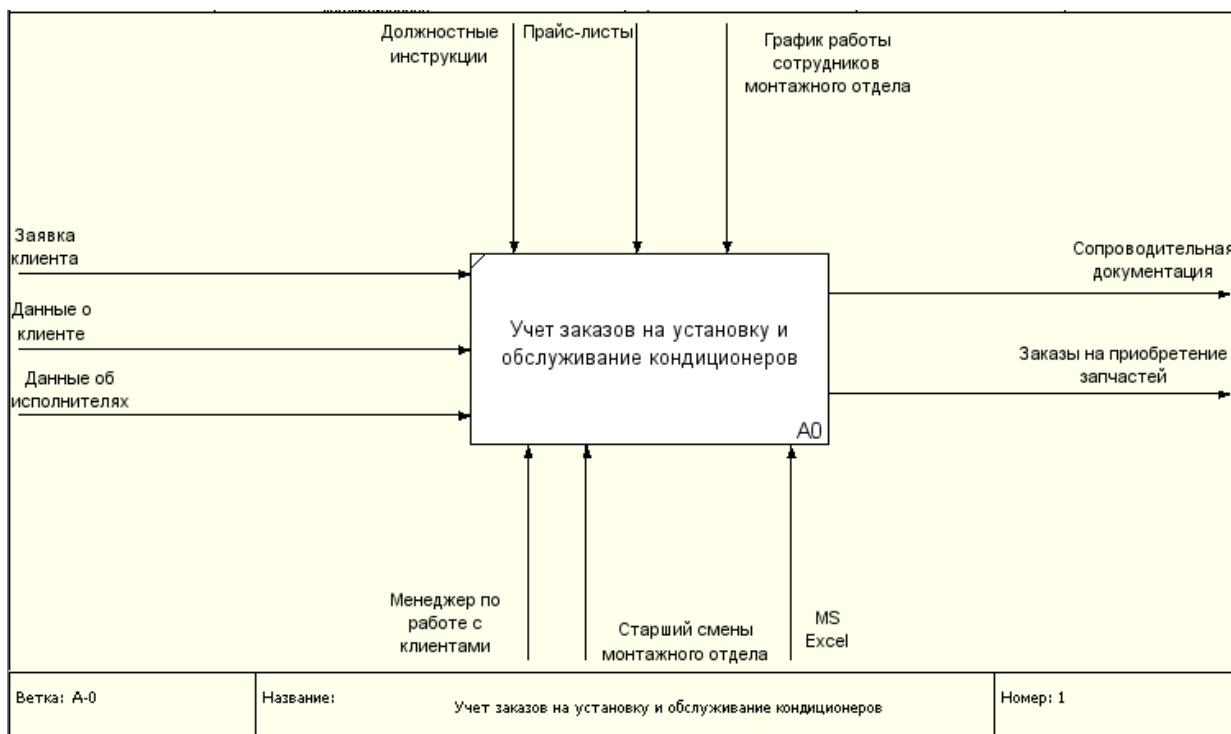 Должностные
инструкции
Прайс-листы
График работы
сотрудников
монтажного отдела
Заявка
клиента
Данные о
клиенте
Данные об
исполнителях
Учет заказов на установку и
обслуживание кондиционеров
A0
Сопроводительная
документация
Заказы на приобретение
запчастей
Менеджер по
работе с
клиентами
Старший смены
монтажного отдела
MS
Excel
Ветка: A-0
Название:
Учет заказов на установку и обслуживание кондиционеров
Номер: 1